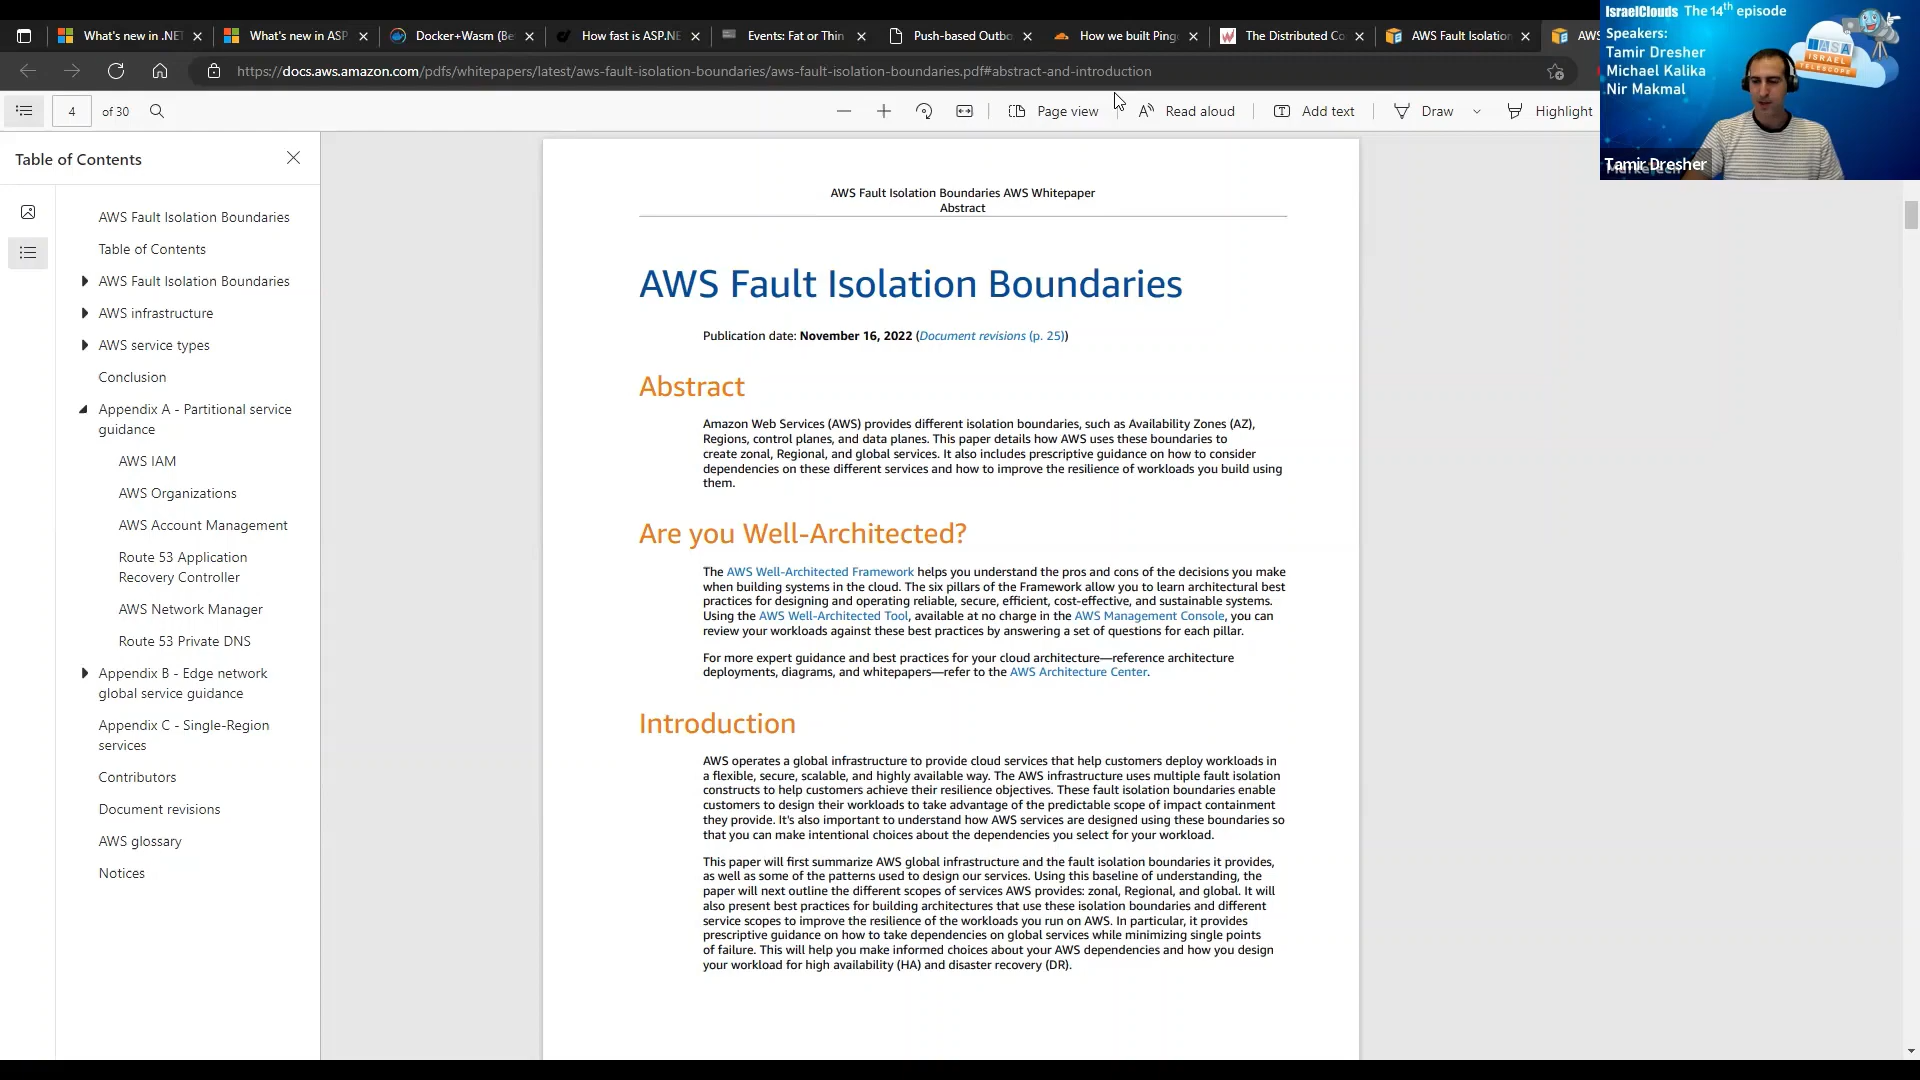 What's new in .NET
What's new in ASP
Docker+Wasm (Be
How fast is ASP.NE
Events: Fat or Thin
Push-based Outbo
How we built Ping
The Distributed Co
AWS Fault Isolation
AWS
https://docs.aws.amazon.com/pdfs/whitepapers/latest/aws-fault-isolation-boundaries/aws-fault-isolation-boundaries.pdf#abstract-and-introduction
4 of 30
Page view
Read aloud
Add text
Draw
Highlight
IsraelClouds The 14th episode
Speakers:
Tamir Dresher
Michael Kalika
Nir Makmal
IASA
ISRAEL
TELESCOPE
Tamir Dresher
Table of Contents
AWS Fault Isolation Boundaries
Table of Contents
AWS Fault Isolation Boundaries
AWS infrastructure
AWS service types
Conclusion
Appendix A - Partitional service
guidance
AWS IAM
AWS Organizations
AWS Account Management
Route 53 Application
Recovery Controller
AWS Network Manager
Route 53 Private DNS
Appendix B - Edge network
global service guidance
Appendix C - Single-Region
services
Contributors
Document revisions
AWS glossary
Notices
AWS Fault Isolation Boundaries AWS Whitepaper
Abstract
AWS Fault Isolation Boundaries
Publication date: November 16, 2022 (Document revisions (p. 25))
Abstract
Amazon Web Services (AWS) provides different isolation boundaries, such as Availability Zones (AZ),
Regions, control planes, and data planes. This paper details how AWS uses these boundaries to
create zonal, Regional, and global services. It also includes prescriptive guidance on how to consider
dependencies on these different services and how to improve the resilience of workloads you build using
them.
Are you Well-Architected?
The AWS Well-Architected Framework helps you understand the pros and cons of the decisions you make
when building systems in the cloud. The six pillars of the Framework allow you to learn architectural best
practices for designing and operating reliable, secure, efficient, cost-effective, and sustainable systems.
Using the AWS Well-Architected Tool, available at no charge in the AWS Management Console, you can
review your workloads against these best practices by answering a set of questions for each pillar.
For more expert guidance and best practices for your cloud architecture—reference architecture
deployments, diagrams, and whitepapers—refer to the AWS Architecture Center.
Introduction
AWS operates a global infrastructure to provide cloud services that help customers deploy workloads in
a flexible, secure, scalable, and highly available way. The AWS infrastructure uses multiple fault isolation
constructs to help customers achieve their resilience objectives. These fault isolation boundaries enable
customers to design their workloads to take advantage of the predictable scope of impact containment
they provide. It's also important to understand how AWS services are designed using these boundaries so
that you can make intentional choices about the dependencies you select for your workload.
This paper will first summarize AWS global infrastructure and the fault isolation boundaries it provides,
as well as some of the patterns used to design our services. Using this baseline of understanding, the
paper will next outline the different scopes of services AWS provides: zonal, Regional, and global. It will
also present best practices for building architectures that use these isolation boundaries and different
service scopes to improve the resilience of the workloads you run on AWS. In particular, it provides
prescriptive guidance on how to take dependencies on global services while minimizing single points
of failure. This will help you make informed choices about your AWS dependencies and how you design
your workload for high availability (HA) and disaster recovery (DR).